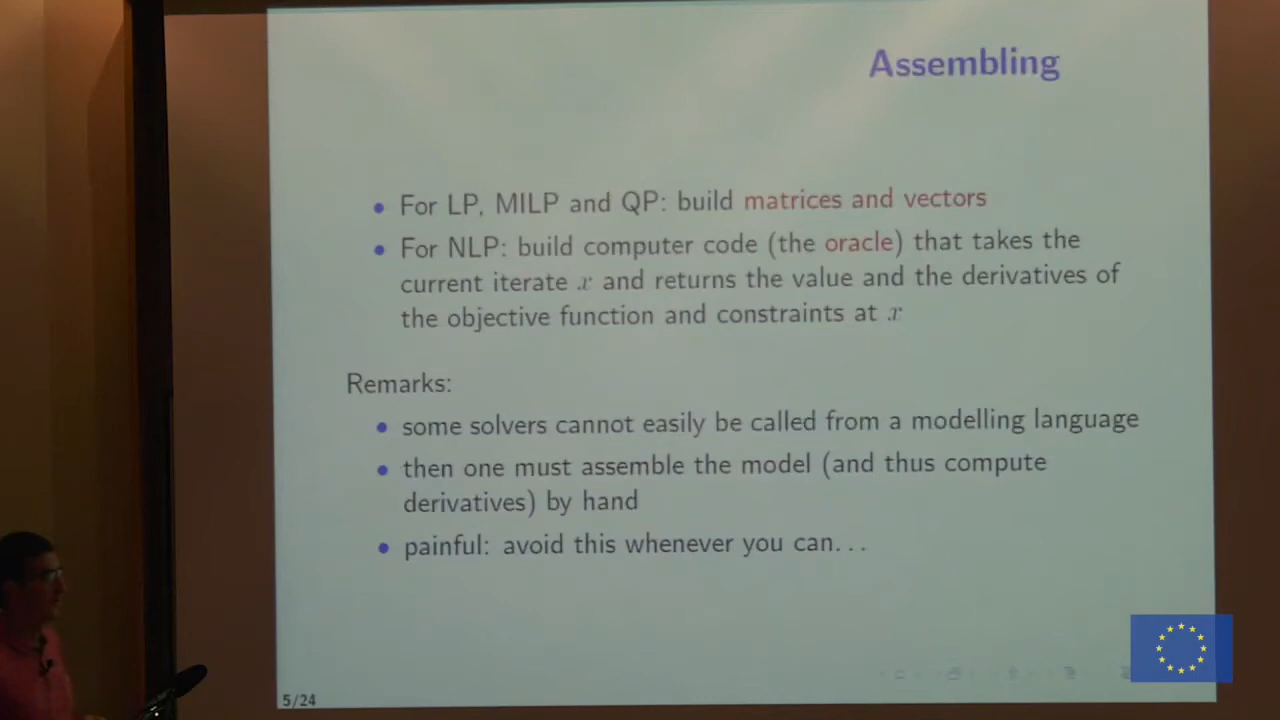 Assembling
• For LP, MILP and QP: build matrices and vectors
• For NLP: build computer code (the oracle) that takes the
current iterate x and returns the value and the derivatives of
the objective function and constraints at x
Remarks:
• some solvers cannot easily be called from a modelling language
• then one must assemble the model (and thus compute
derivatives) by hand
• painful: avoid this whenever you can...
5/24